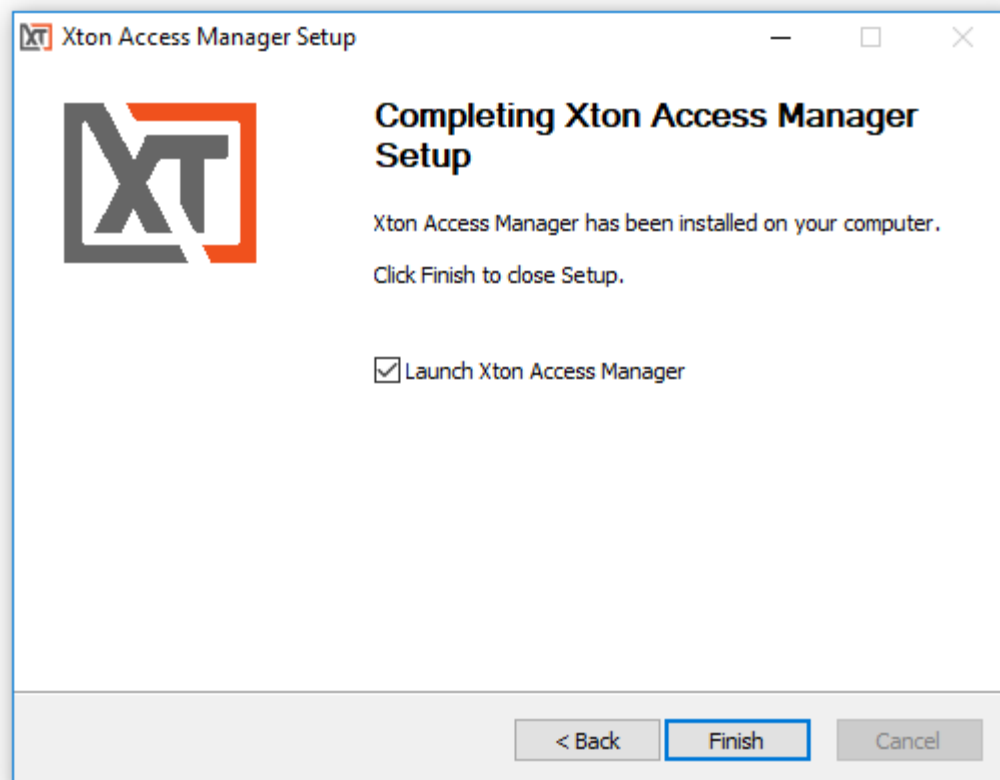 XT Xton Access Manager Setup
XT
Completing Xton Access Manager
Setup
Xton Access Manager has been installed on your computer.
Click Finish to close Setup.
Launch Xton Access Manager
< Back Finish Cancel